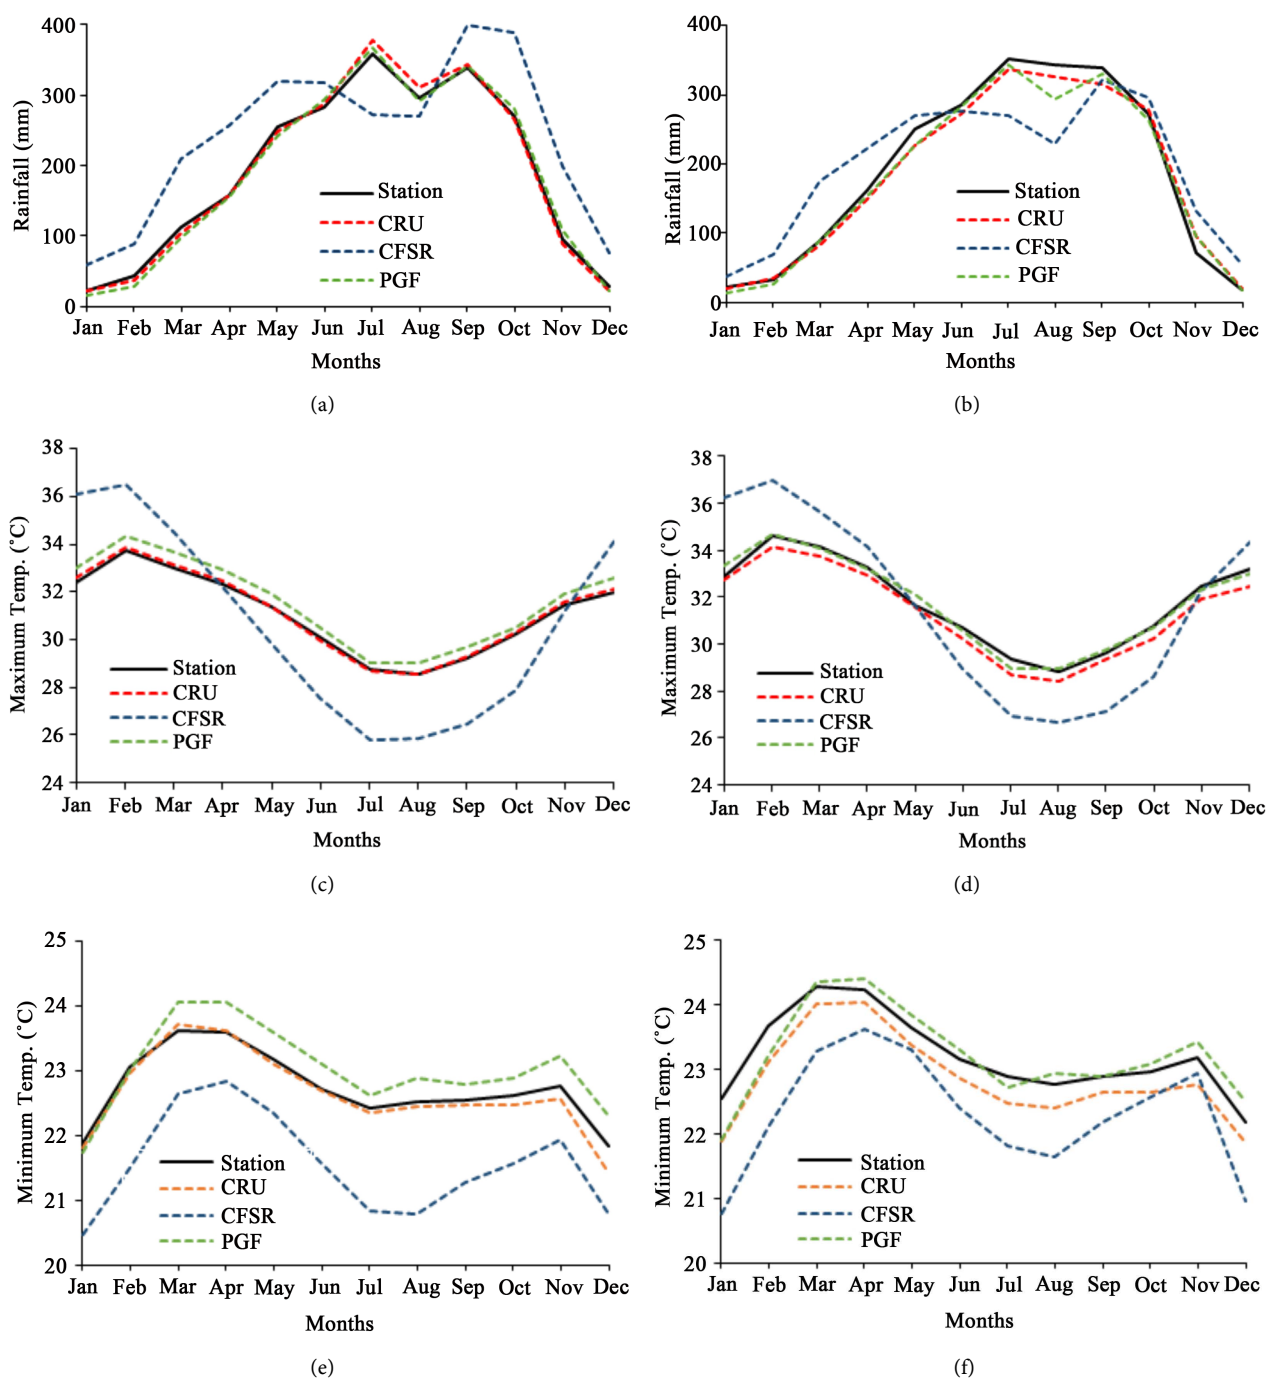 400
300
200
100
0
Rainfall (mm)
Station
CRU
CFSR
PGF
Jan Feb Mar Apr May Jun Jul Aug Sep Oct Nov Dec
Months
(a)
400
300
200
100
0
Rainfall (mm)
Station
CRU
CFSR
PGF
Jan Feb Mar Apr May Jun Jul Aug Sep Oct Nov Dec
Months
(b)
38
36
34
32
30
28
26
24
Maximum Temp. (°C)
Station
CRU
CFSR
PGF
Jan Feb Mar Apr May Jun Jul Aug Sep Oct Nov Dec
Months
(c)
38
36
34
32
30
28
26
24
Maximum Temp. (°C)
Station
CRU
CFSR
PGF
Jan Feb Mar Apr May Jun Jul Aug Sep Oct Nov Dec
Months
(d)
25
24
23
22
21
20
Minimum Temp. (°C)
Station
CRU
CFSR
PGF
Jan Feb Mar Apr May Jun Jul Aug Sep Oct Nov Dec
Months
(e)
25
24
23
22
21
20
Minimum Temp. (°C)
Station
CRU
CFSR
PGF
Jan Feb Mar Apr May Jun Jul Aug Sep Oct Nov Dec
Months
(f)